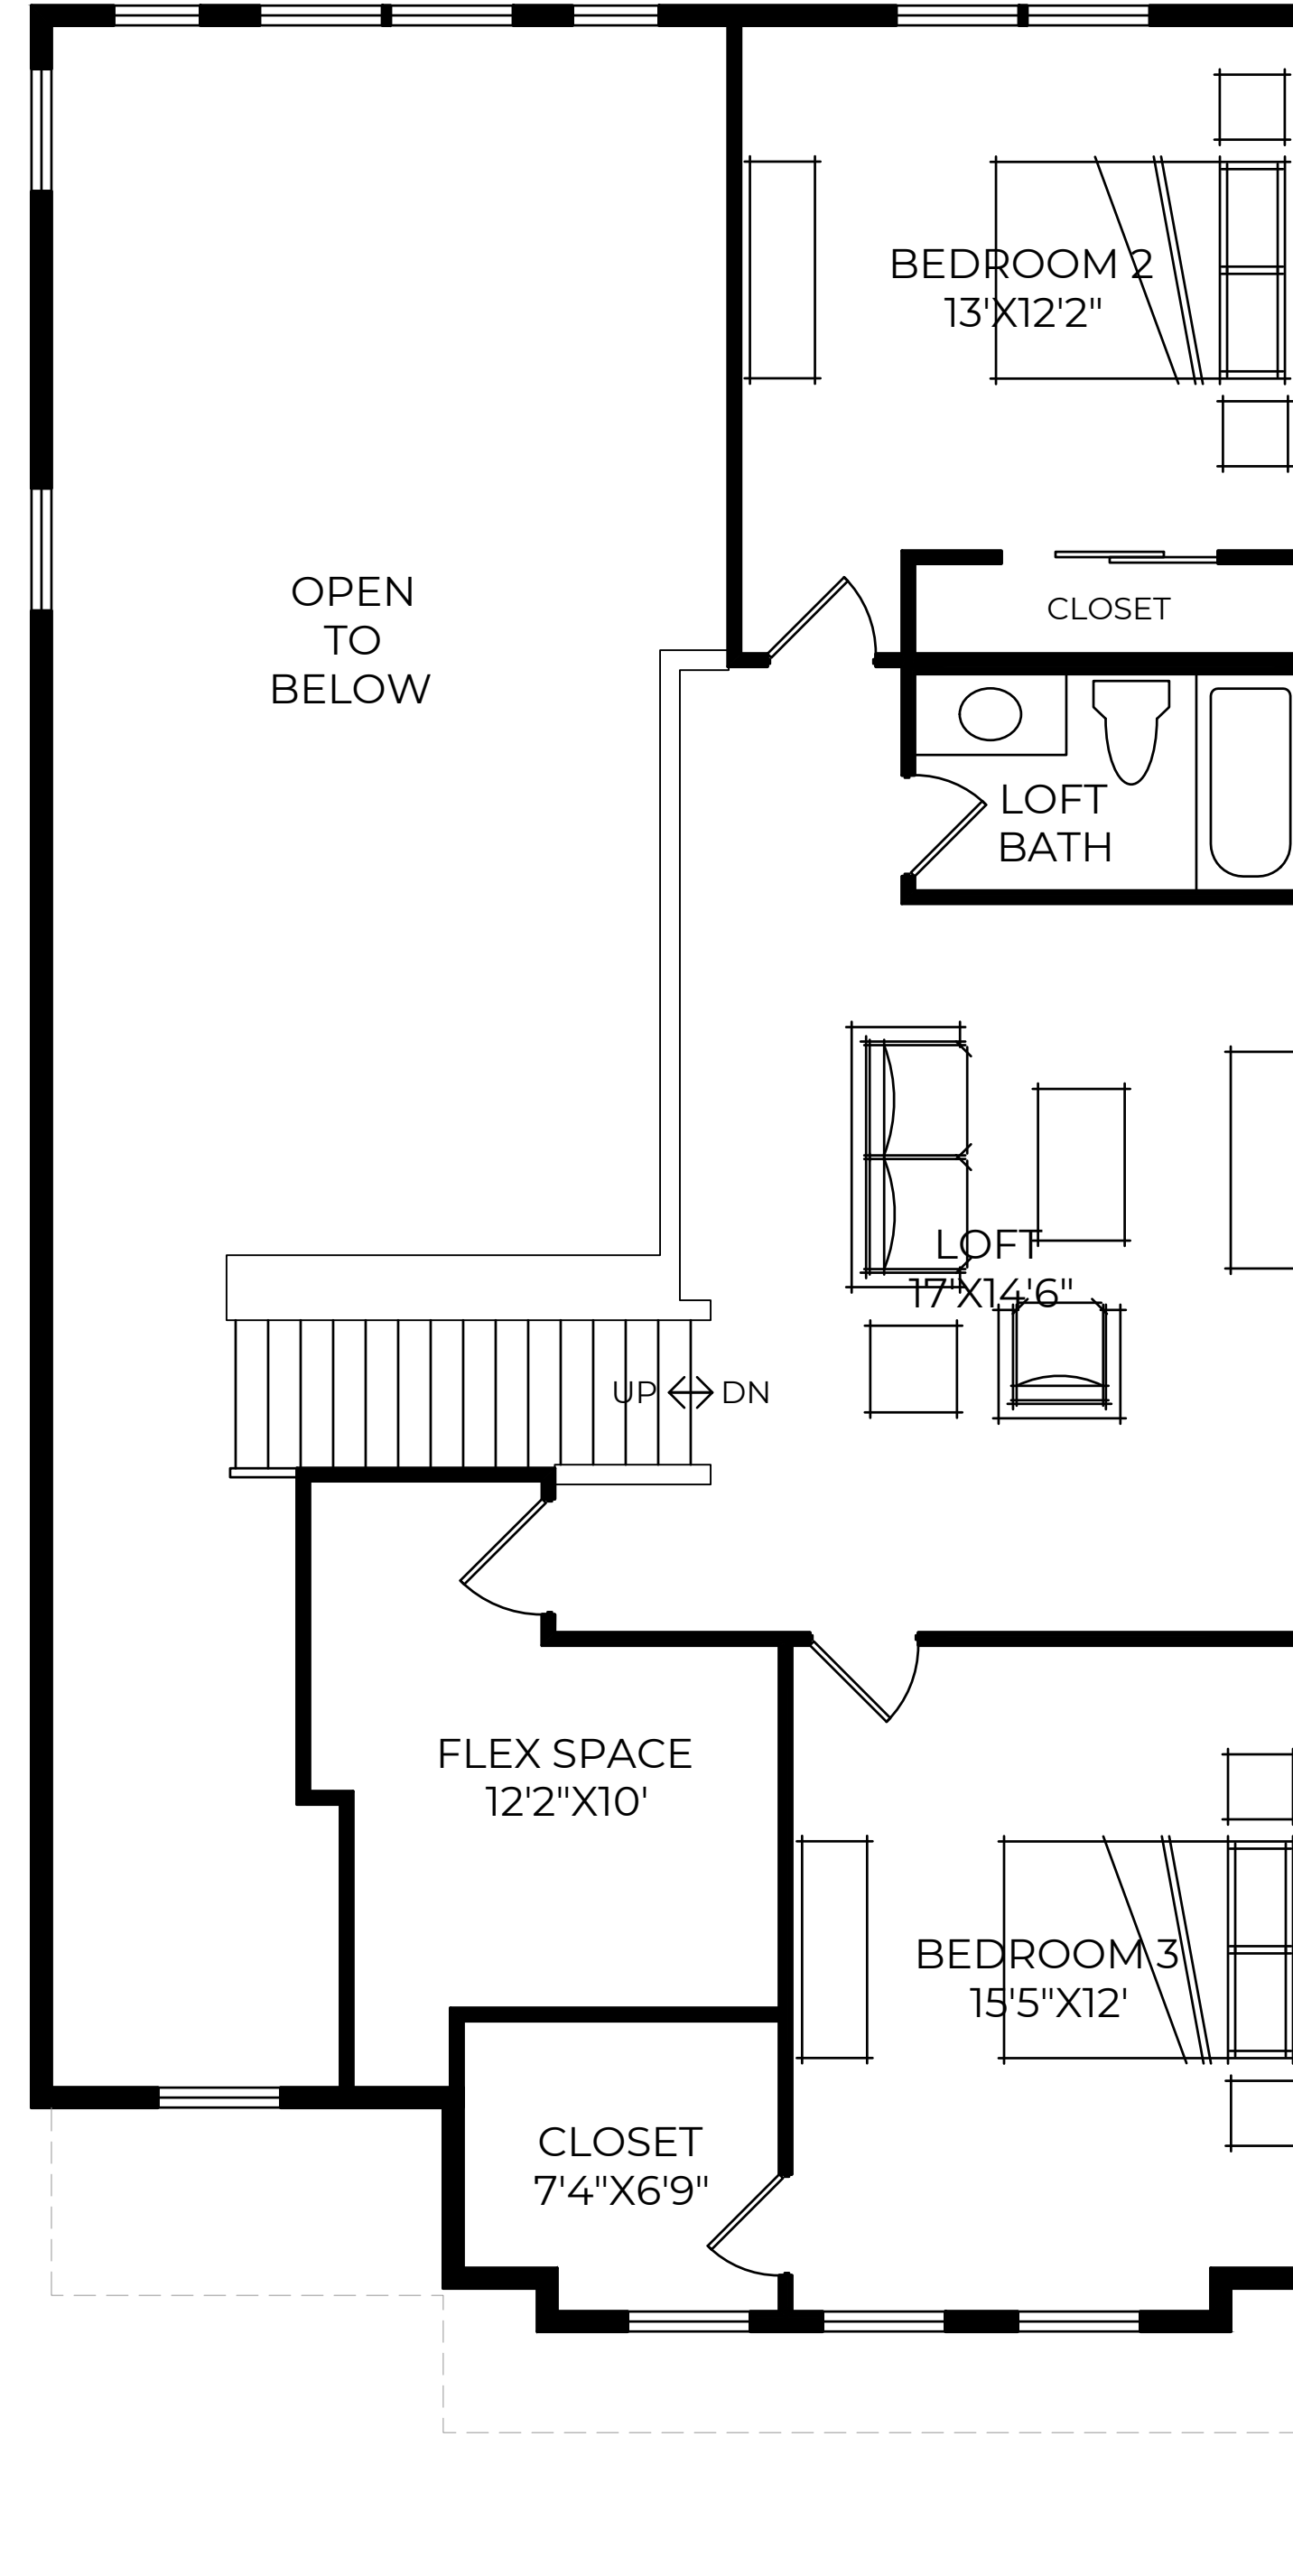 BEDROOM 2
13'X12'2"
OPEN
TO
BELOW
CLOSET
LOFT
BATH
LOFT
17'X14'6"
UP
DN
FLEX SPACE
12'2"X10'
BEDROOM 3
15'5"X12'
CLOSET
7'4"X6'9"